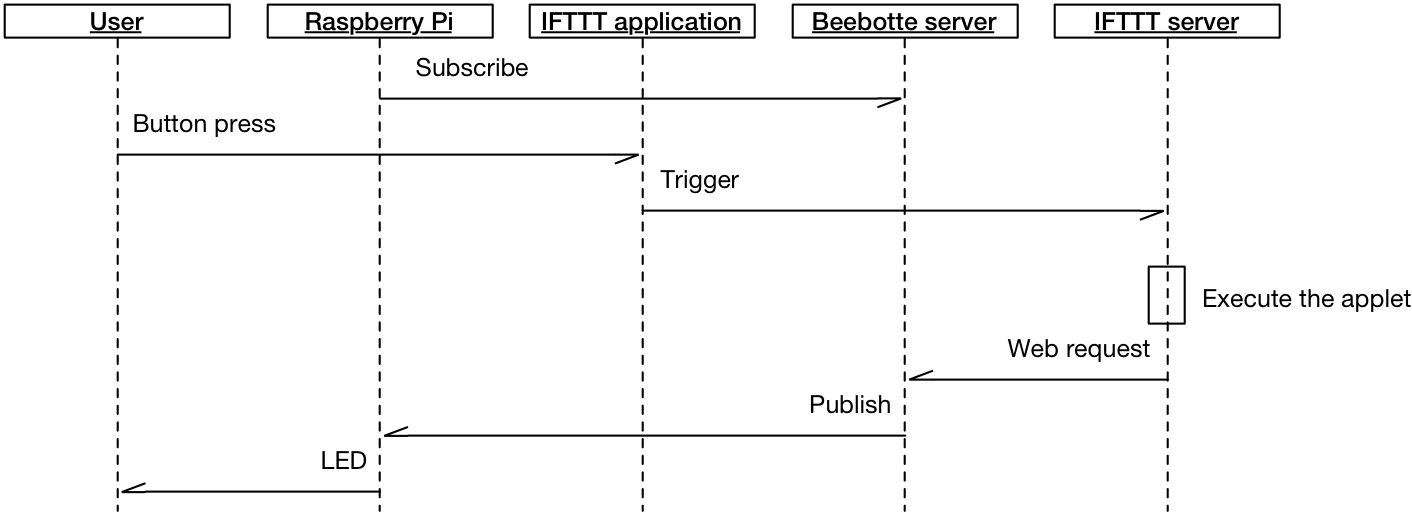 User
Raspberry Pi
IFTTT application
Beebotte server
IFTTT server
Subscribe
Button press
Trigger
Execute the applet
Web request
Publish
LED